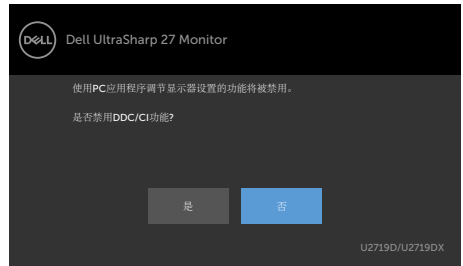 DELL Dell UltraSharp 27 Monitor
使用PC应用程序调节显示器设置的功能将被禁用。
是否禁用DDC/CI功能?
是 否
U2719D/U2719DX